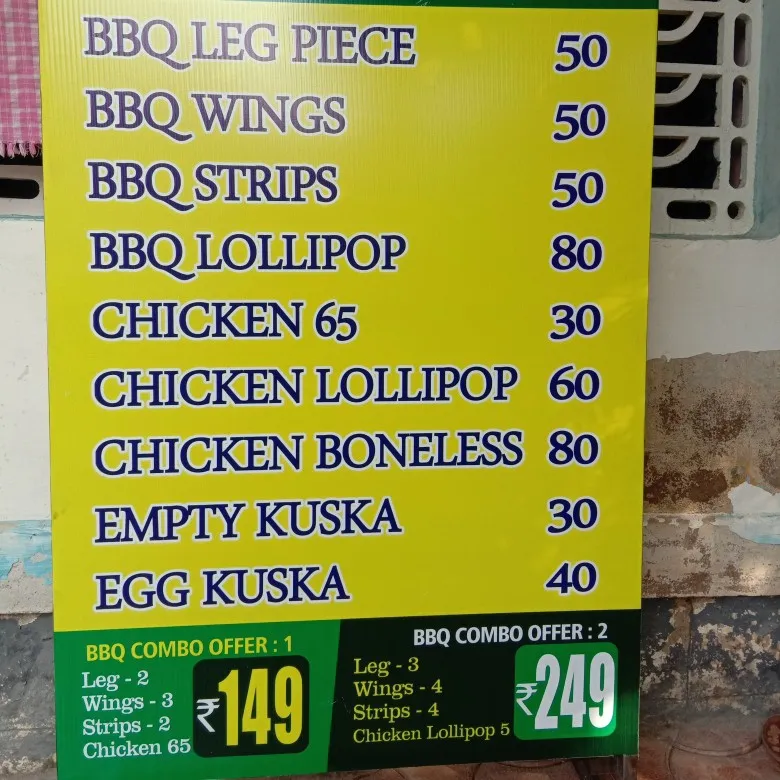 BBQ LEG PIECE 50
BBQ WINGS 50
BBQ STRIPS 50
BBQ LOLLIPOP 80
CHICKEN 65 30
CHICKEN LOLLIPOP 60
CHICKEN BONELESS 80
EMPTY KUSKA 30
EGG KUSKA 40
BBQ COMBO OFFER : 1
Leg - 2
Wings - 3
Strips - 2
Chicken 65
₹149
BBQ COMBO OFFER : 2
Leg - 3
Wings - 4
Strips - 4
Chicken Lollipop 5
₹249